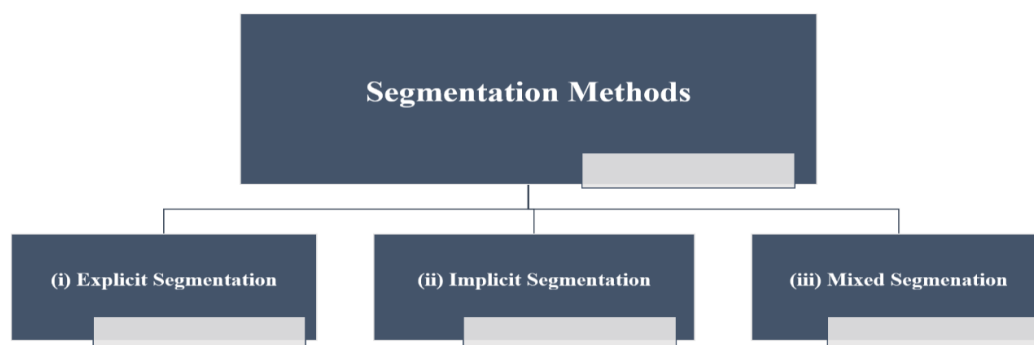 Segmentation Methods
(i) Explicit Segmentation
(ii) Implicit Segmentation
(iii) Mixed Segmenation